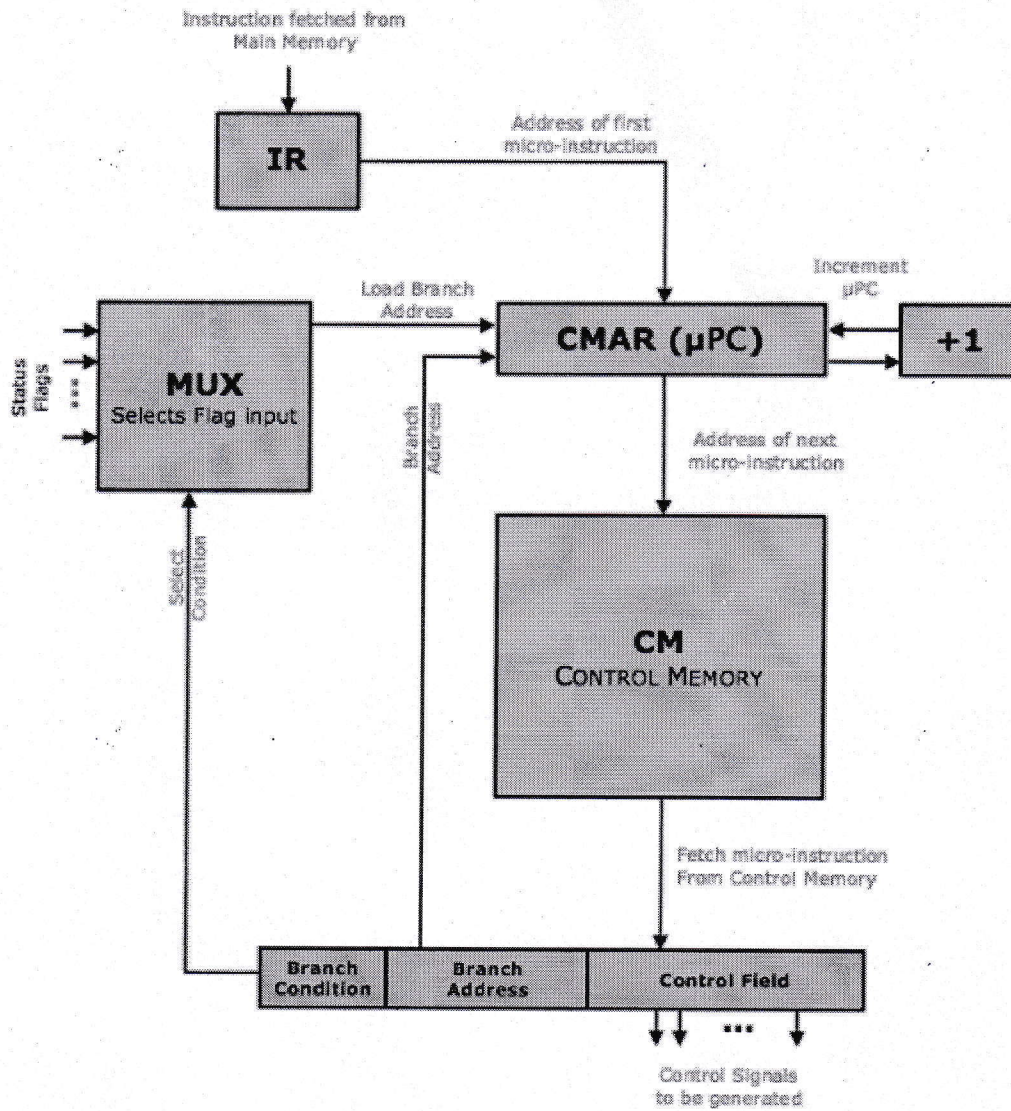 Instruction fetched from
Main Memory
IR
Address of first
micro-instruction
Increment
μPC
Load Branch
Address
CMAR (μPC)
+1
Status
Flags
...
MUX
Selects Flag input
Branch
Address
Address of next
micro-instruction
Select
Condition
CM
CONTROL MEMORY
Fetch micro-instruction
From Control Memory
Branch
Condition
Branch
Address
Control Field
...
Control Signals
to be generated